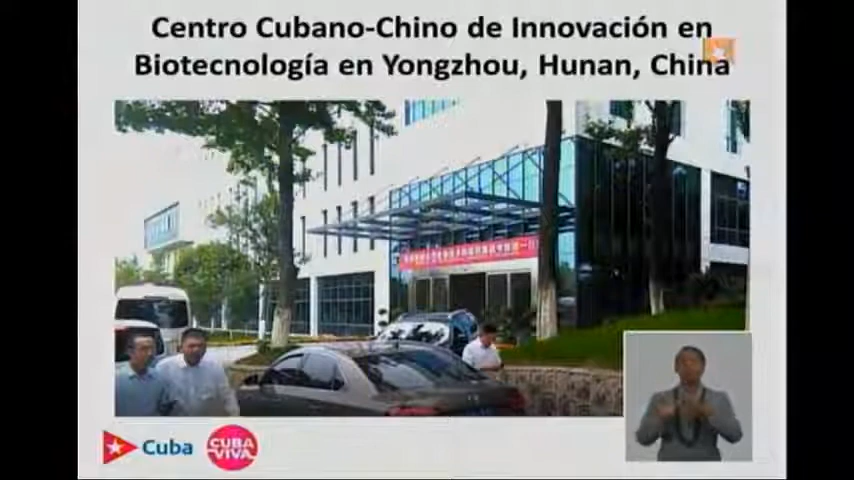 Centro Cubano-Chino de Innovación en
Biotecnología en Yongzhou, Hunan, China
Cuba
CUBA
VIVA